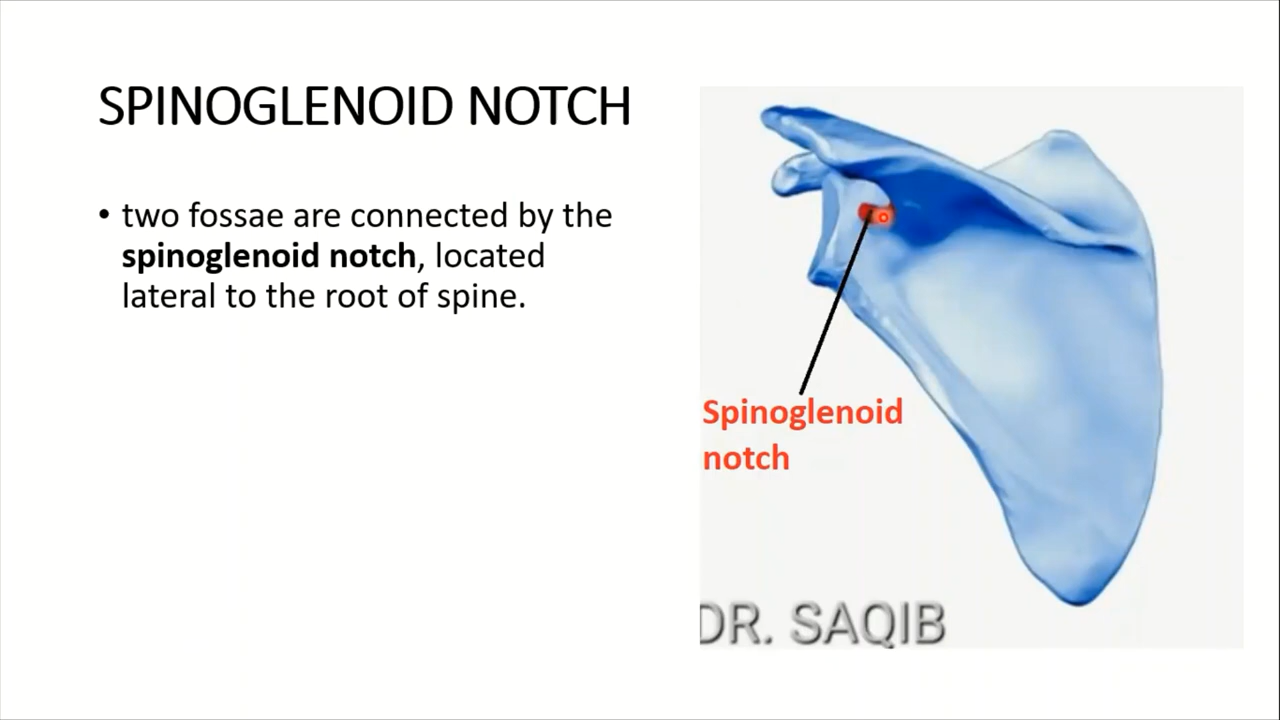 SPINOGLENOID NOTCH
• two fossae are connected by the
spinoglenoid notch, located
lateral to the root of spine.
Spinoglenoid
notch
DR. SAQIB